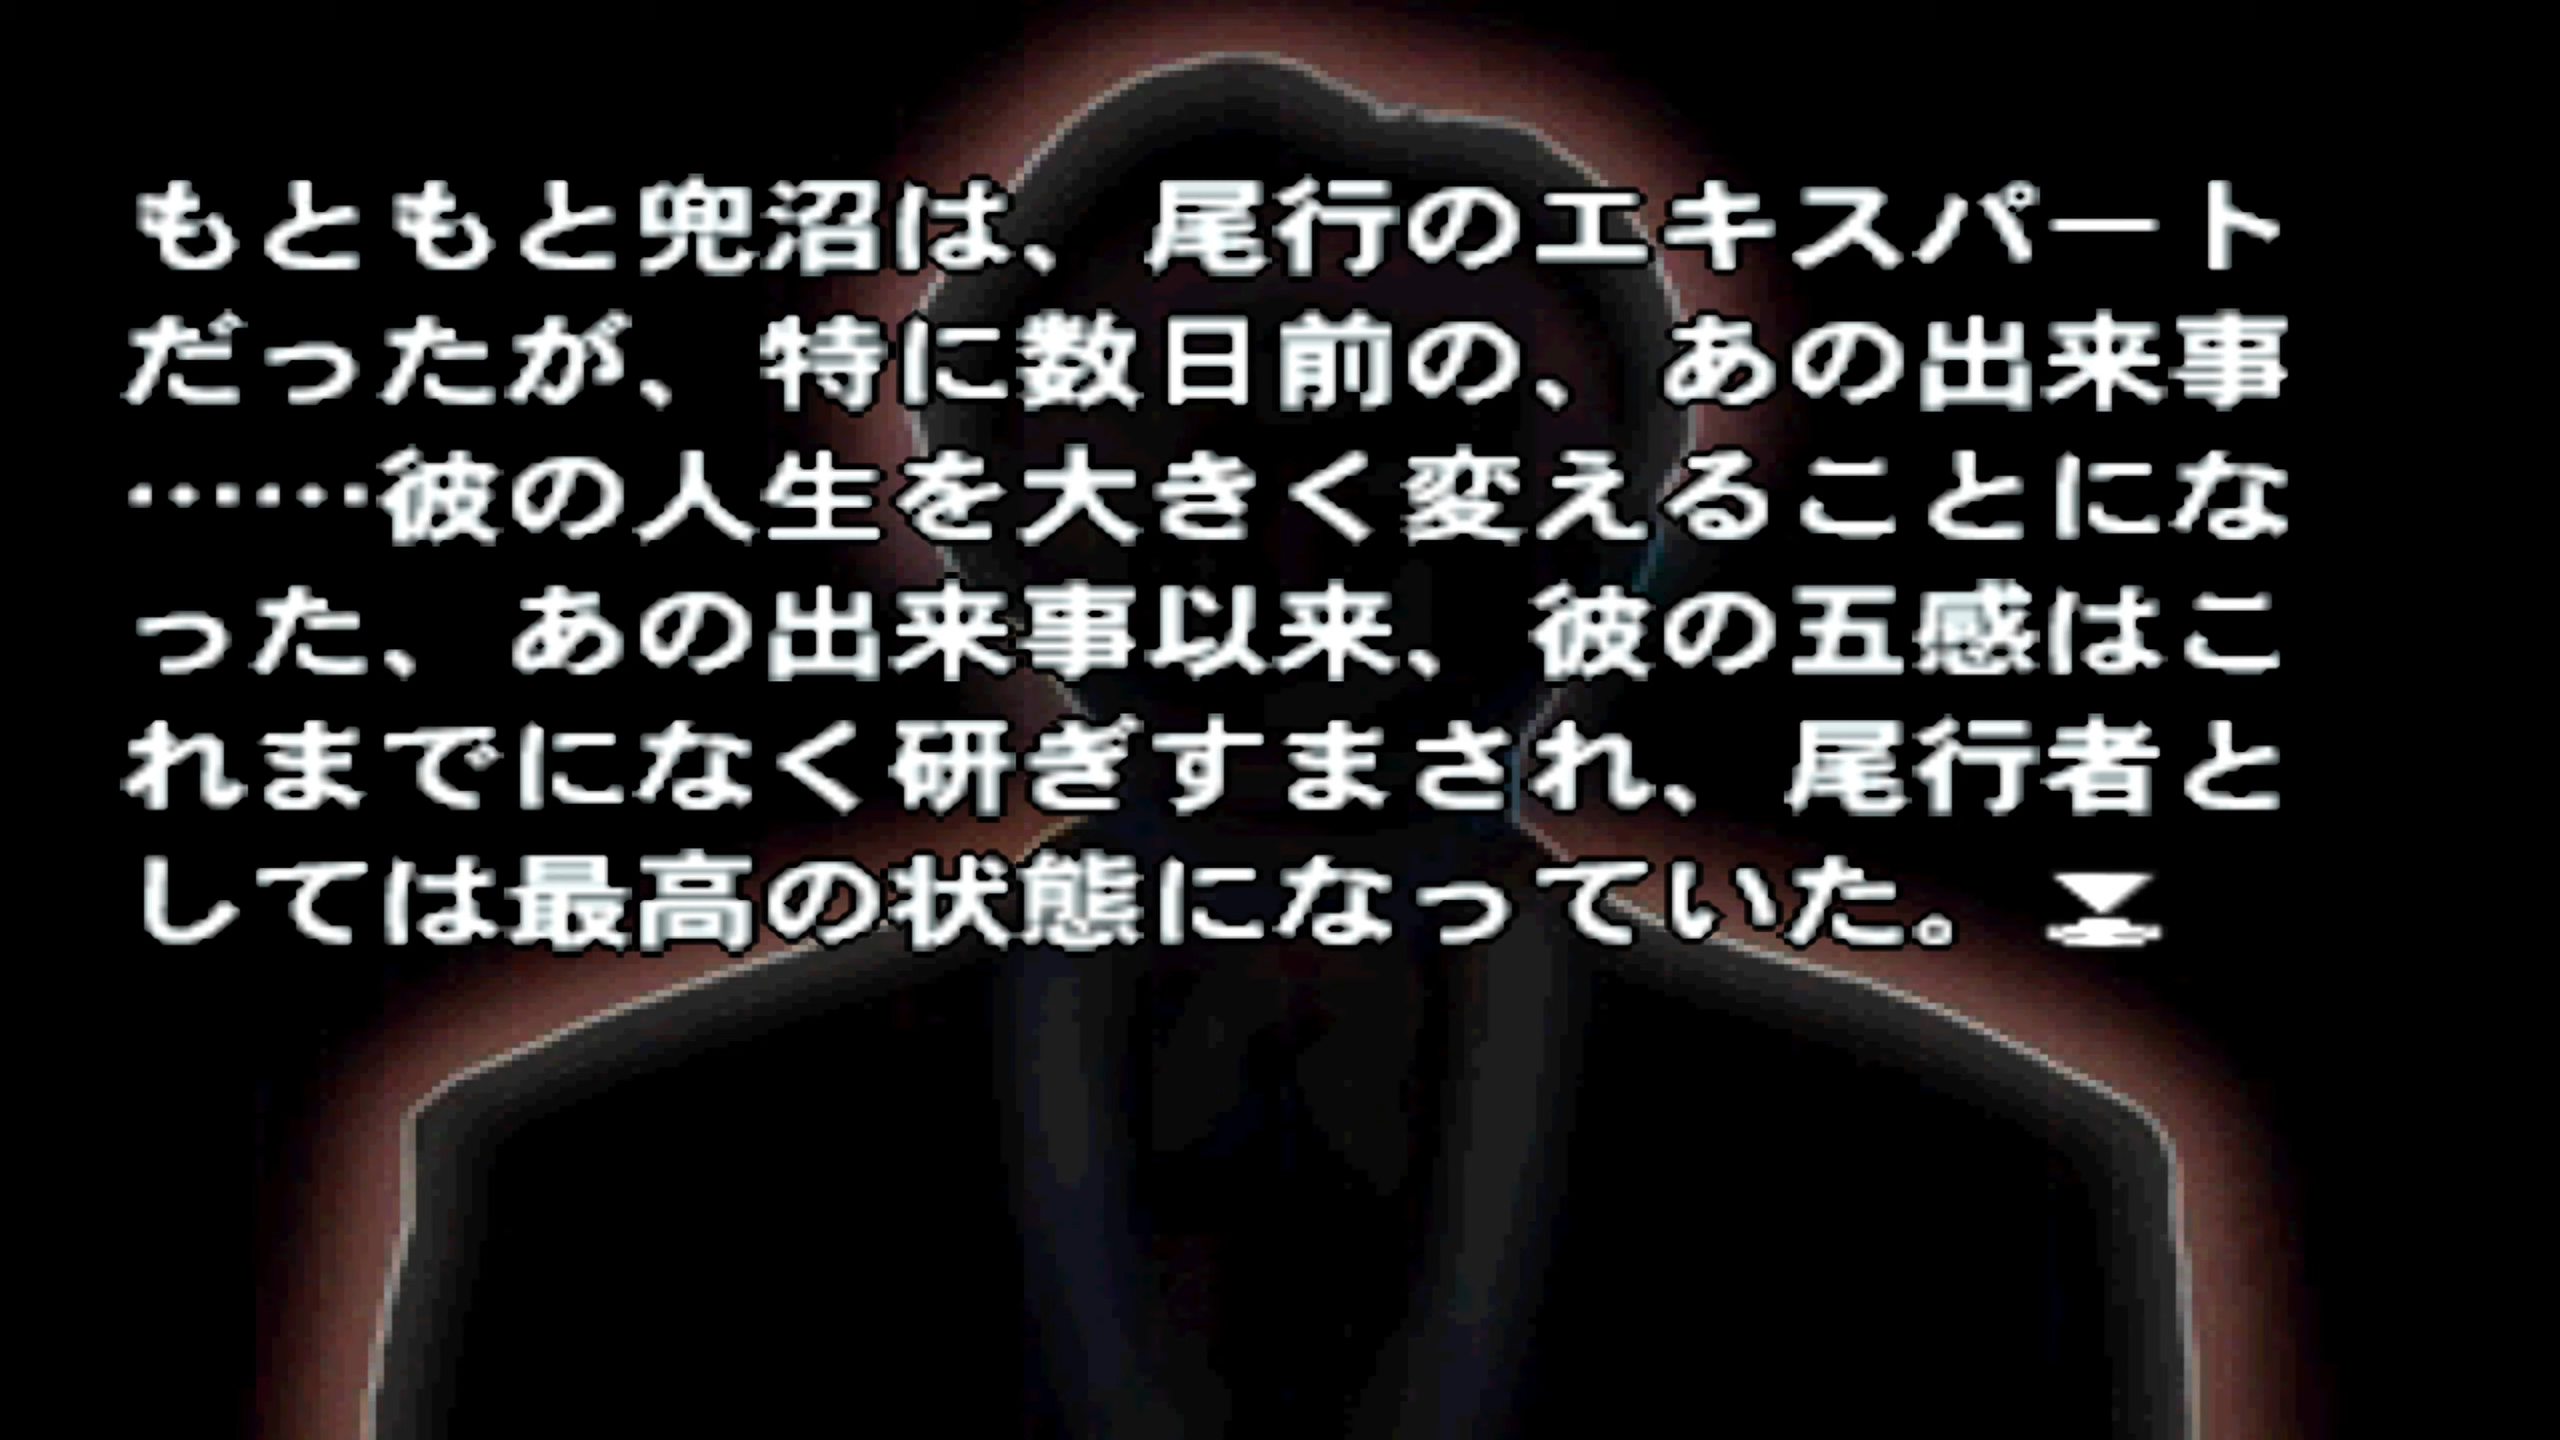 もともと兜沼は、尾行のエキスパート
だったが、特に数日前の、あの出来事
……彼の人生を大きく変えることにな
った、あの出来事以来、彼の五感はこ
れまでになく研ぎすまされ、尾行者と
しては最高の状態になっていた。